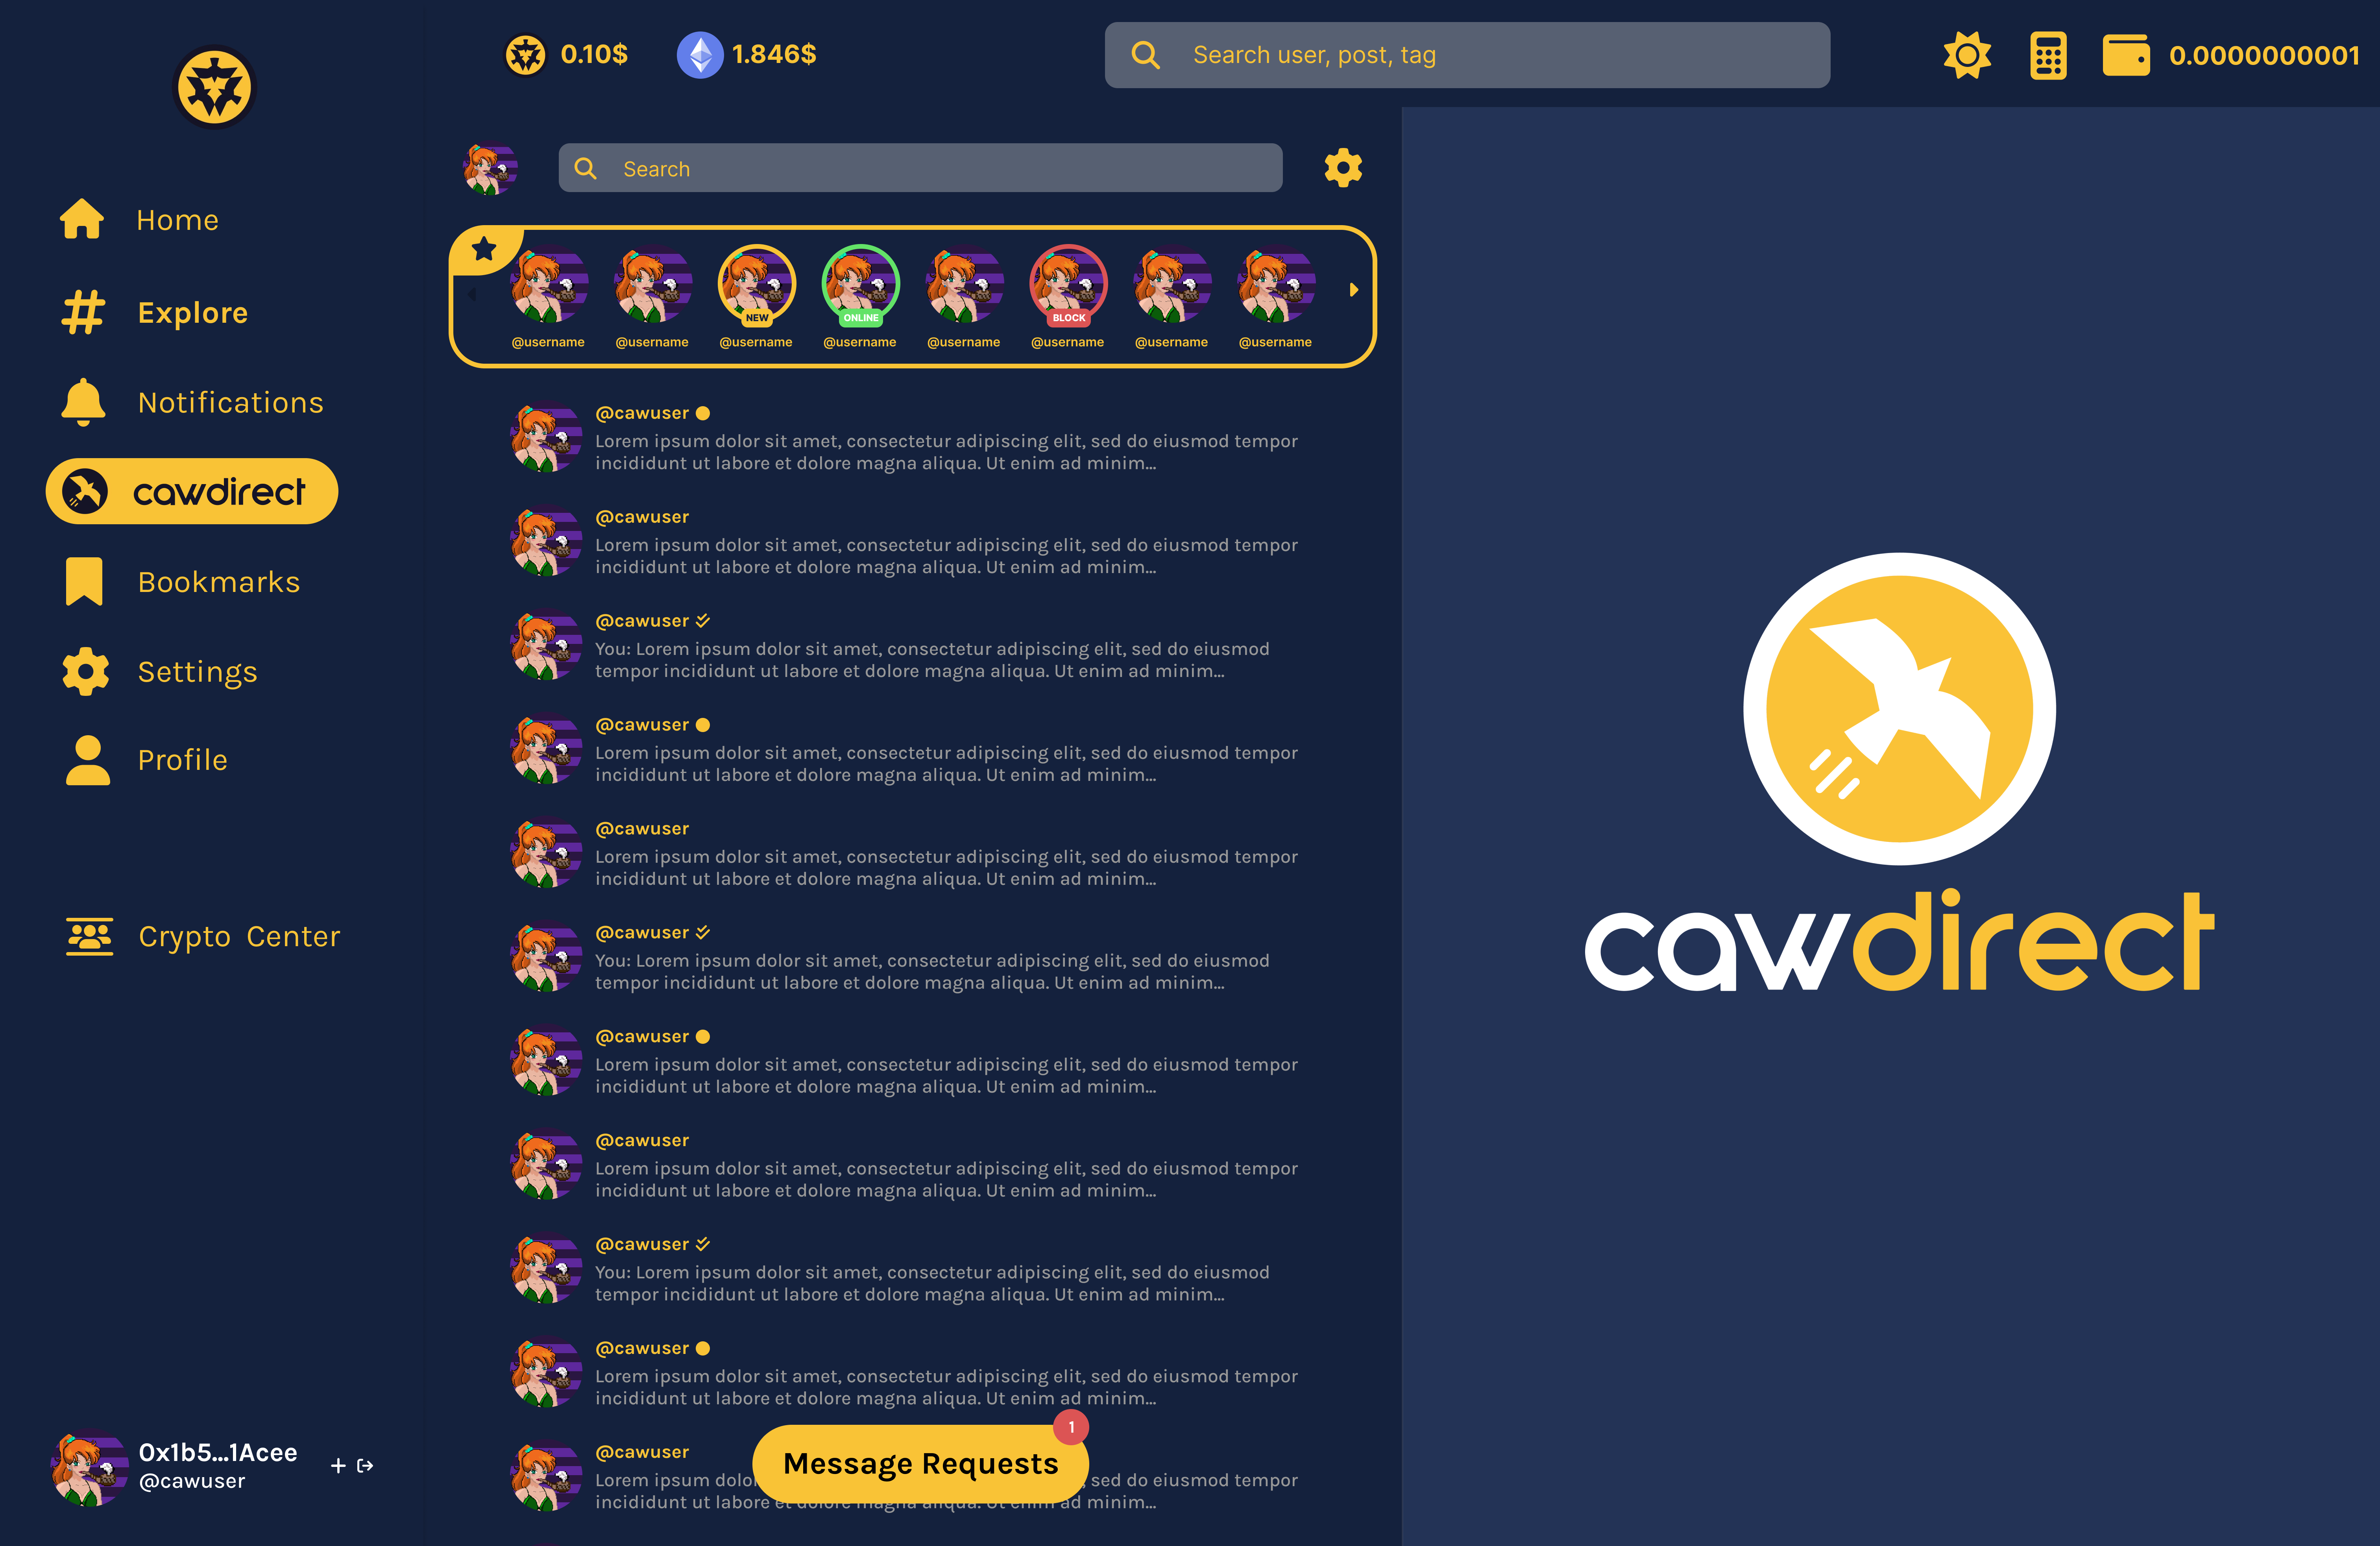 0.10$
1.846$
Search user, post, tag
0.0000000001
Home
Explore
Notifications
cawdirect
Bookmarks
Settings
Profile
Crypto Center
0x1b5...1Acee
@cawuser
Search
NEW
ONLINE
BLOCK
@username
@username
@username
@username
@username
@username
@username
@username
@cawuser
Lorem ipsum dolor sit amet, consectetur adipiscing elit, sed do eiusmod tempor
incididunt ut labore et dolore magna aliqua. Ut enim ad minim...
@cawuser
Lorem ipsum dolor sit amet, consectetur adipiscing elit, sed do eiusmod tempor
incididunt ut labore et dolore magna aliqua. Ut enim ad minim...
@cawuser
You: Lorem ipsum dolor sit amet, consectetur adipiscing elit, sed do eiusmod
tempor incididunt ut labore et dolore magna aliqua. Ut enim ad minim...
@cawuser
Lorem ipsum dolor sit amet, consectetur adipiscing elit, sed do eiusmod tempor
incididunt ut labore et dolore magna aliqua. Ut enim ad minim...
@cawuser
Lorem ipsum dolor sit amet, consectetur adipiscing elit, sed do eiusmod tempor
incididunt ut labore et dolore magna aliqua. Ut enim ad minim...
@cawuser
You: Lorem ipsum dolor sit amet, consectetur adipiscing elit, sed do eiusmod
tempor incididunt ut labore et dolore magna aliqua. Ut enim ad minim...
@cawuser
Lorem ipsum dolor sit amet, consectetur adipiscing elit, sed do eiusmod tempor
incididunt ut labore et dolore magna aliqua. Ut enim ad minim...
@cawuser
Lorem ipsum dolor sit amet, consectetur adipiscing elit, sed do eiusmod tempor
incididunt ut labore et dolore magna aliqua. Ut enim ad minim...
@cawuser
You: Lorem ipsum dolor sit amet, consectetur adipiscing elit, sed do eiusmod
tempor incididunt ut labore et dolore magna aliqua. Ut enim ad minim...
@cawuser
Lorem ipsum dolor sit amet, consectetur adipiscing elit, sed do eiusmod tempor
incididunt ut labore et dolore magna aliqua. Ut enim ad minim...
@cawuser
Lorem ipsum , sed do eiusmod tempor
incididunt ut labore ad minim...
1
Message Requests
cawdirect